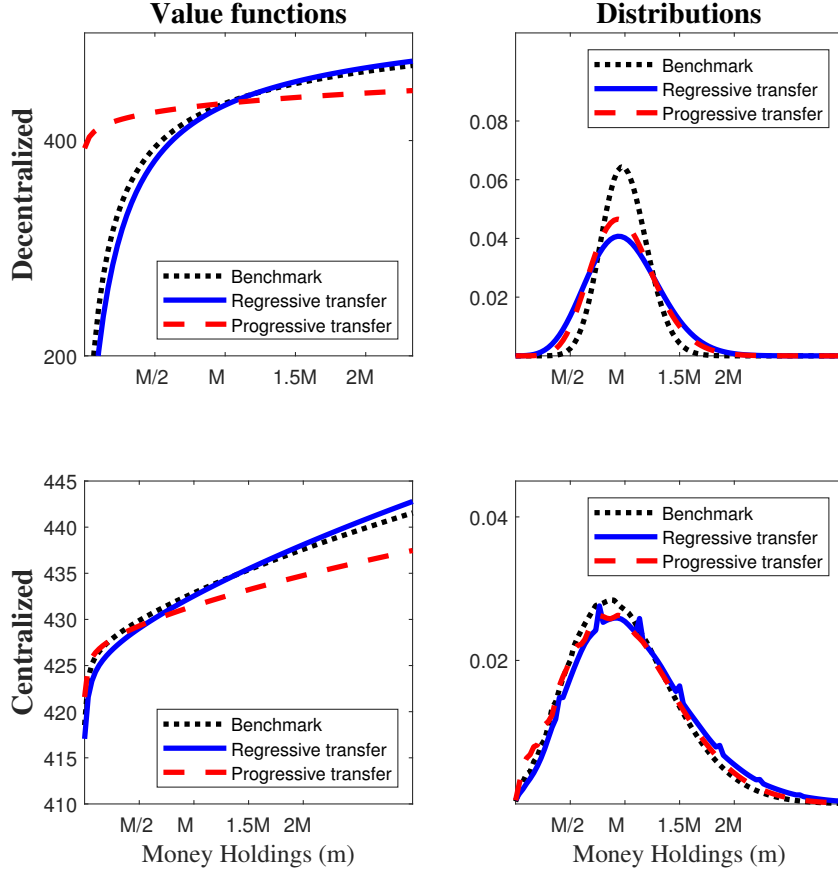 Value functions
Decentralized
400
200
M/2 M 1.5M 2M
Benchmark
Regressive transfer
Progressive transfer
Distributions
0.08
0.06
0.04
0.02
M/2 M 1.5M 2M
Benchmark
Regressive transfer
Progressive transfer
Centralized
445
440
435
430
425
420
415
410
M/2 M 1.5M 2M
Money Holdings (m)
Benchmark
Regressive transfer
Progressive transfer
0.04
0.02
M/2 M 1.5M 2M
Money Holdings (m)
Benchmark
Regressive transfer
Progressive transfer